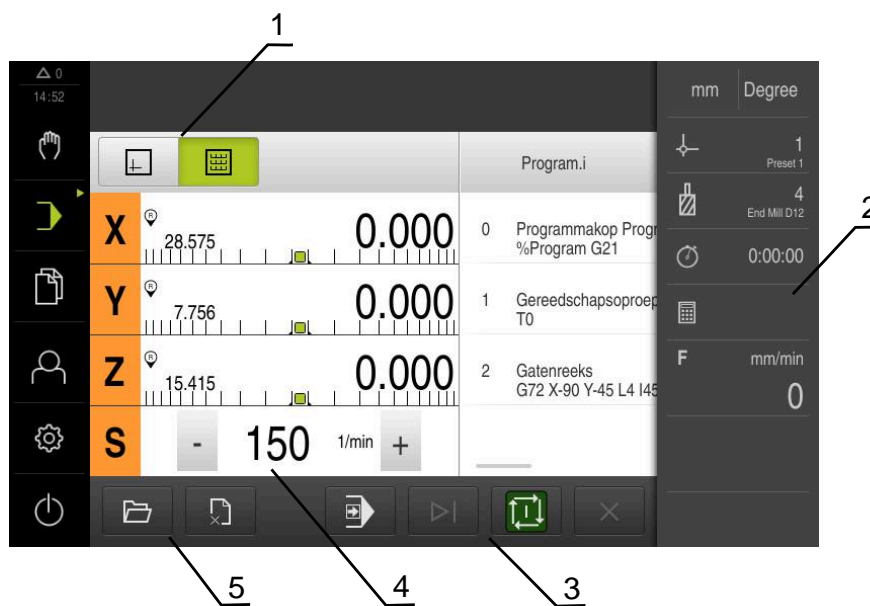 1
0
14:52
mm Degree
1
Preset 1
Program.i
4
End Mill D12
2
X R 28.575 0.000
0 Programmakop Progr
%Program G21
0:00:00
Y R 7.756 0.000
1 Gereedschapsoproep
T0
Z R 15.415 0.000
2 Gatenreeks
G72 X-90 Y-45 L4 I45
F mm/min
0
S - 150 1/min +
5 4 3